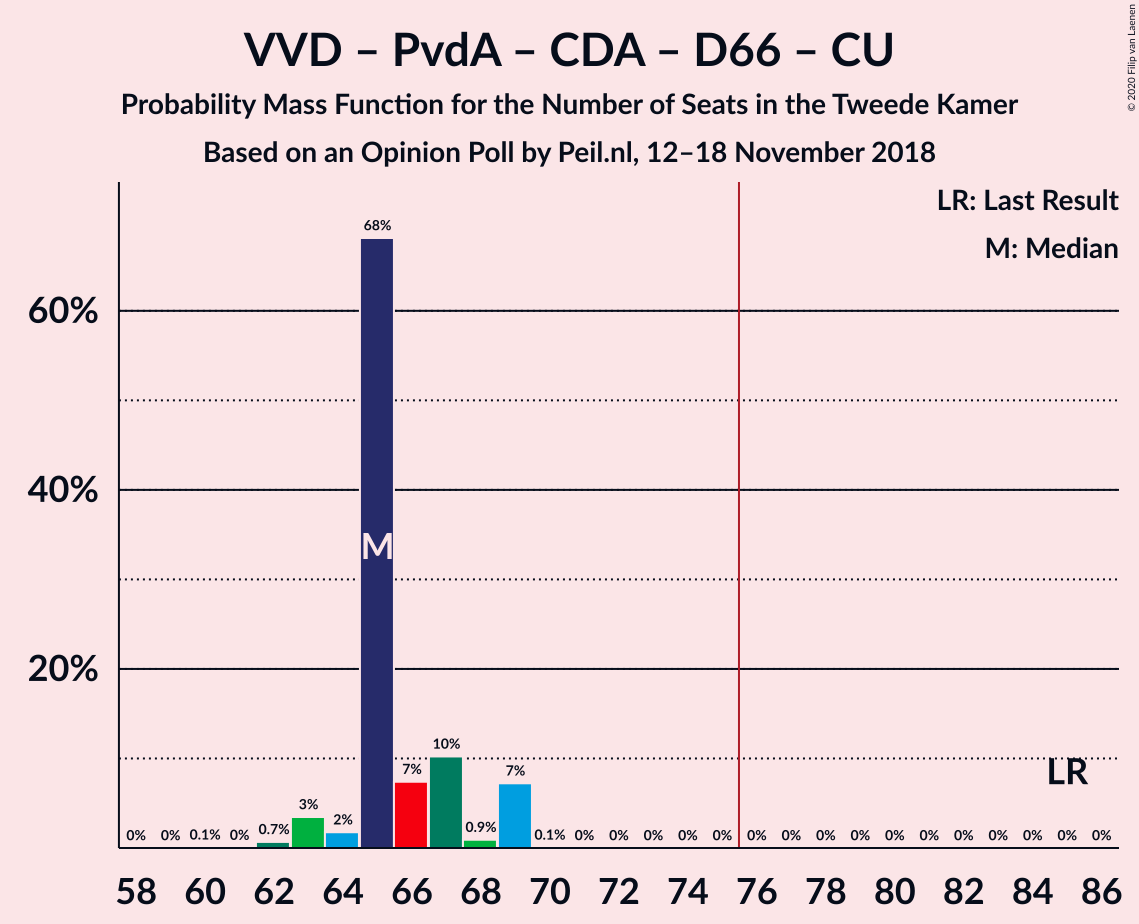 VVD – PvdA – CDA – D66 – CU
Probability Mass Function for the Number of Seats in the Tweede Kamer
Based on an Opinion Poll by Peil.nl, 12–18 November 2018
© 2020 Filip van Laenen
LR: Last Result
M: Median
60%
40%
20%
68%
M
LR
0% 0% 0.1% 0% 0.7% 3% 2% 7% 10% 0.9% 7% 0.1% 0% 0% 0% 0% 0% 0% 0% 0% 0% 0% 0% 0% 0% 0% 0% 0%
58 60 62 64 66 68 70 72 74 76 78 80 82 84 86